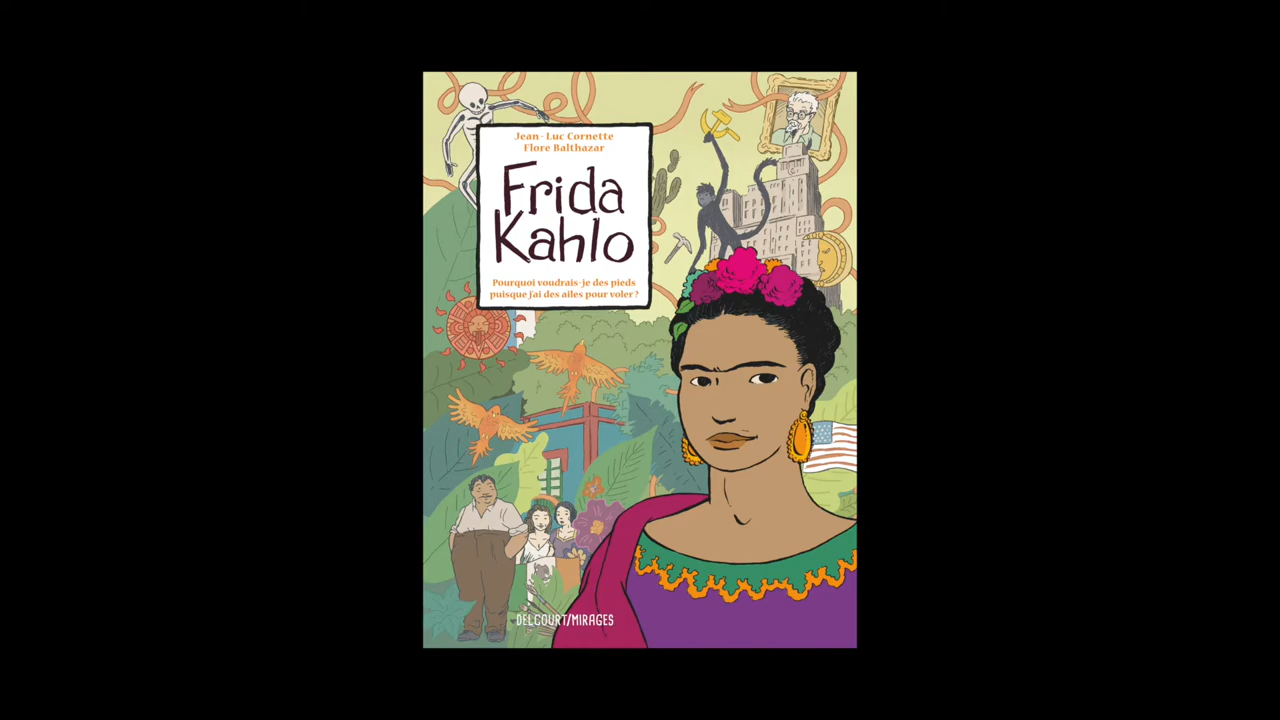 Jean-Luc Cornette
Flore Balthazar
Frida
Kahlo
Pourquoi voudrais-je des pieds
puisque j'ai des ailes pour voler ?
DELCOURT/MIRAGES